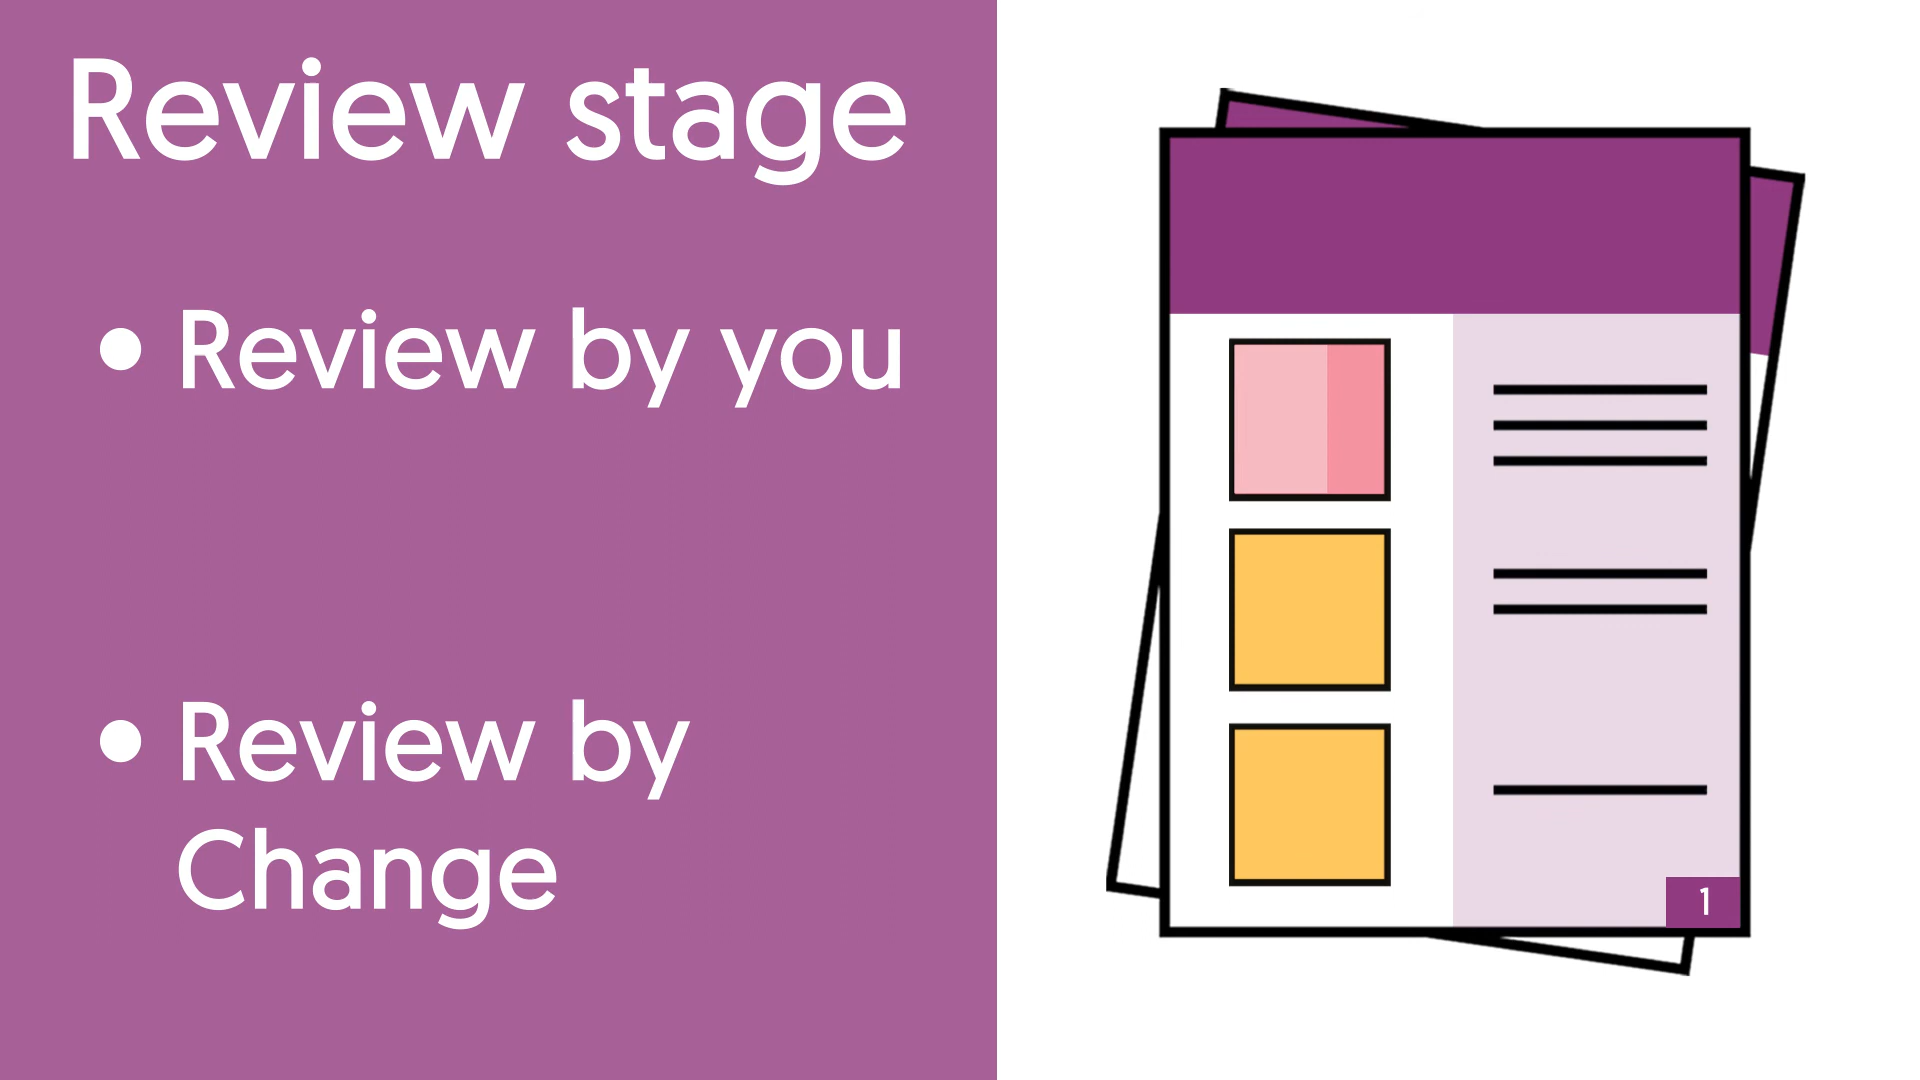 Review stage
• Review by you
• Review by
Change
1